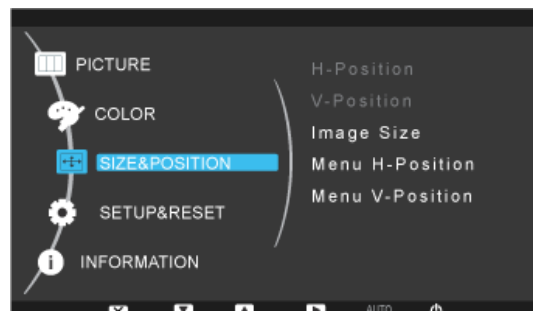 PICTURE
COLOR
SIZE&POSITION
SETUP&RESET
INFORMATION
H-Position
V-Position
Image Size
Menu H-Position
Menu V-Position
AUTO